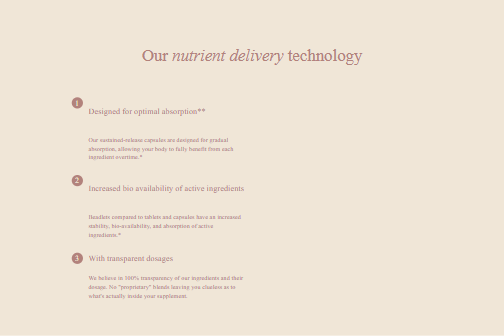 Our nutrient delivery technology
1
Designed for optimal absorption**
Our sustained-release capsules are designed for gradual
absorption, allowing your body to fully benefit from each
ingredient overtime.*
2
Increased bio availability of active ingredients
Beadlets compared to tablets and capsules have an increased
stability, bio-availability, and absorption of active
ingredients.*
3
With transparent dosages
We believe in 100% transparency of our ingredients and their
dosage. No "proprietary" blends leaving you clueless as to
what's actually inside your supplement.